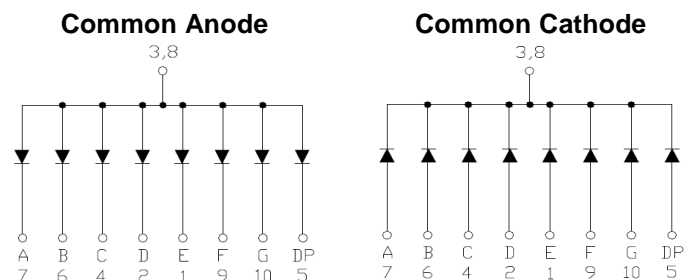 Common Anode
3,8
A B C D E F G DP
7 6 4 2 1 9 10 5
Common Cathode
3,8
A B C D E F G DP
7 6 4 2 1 9 10 5